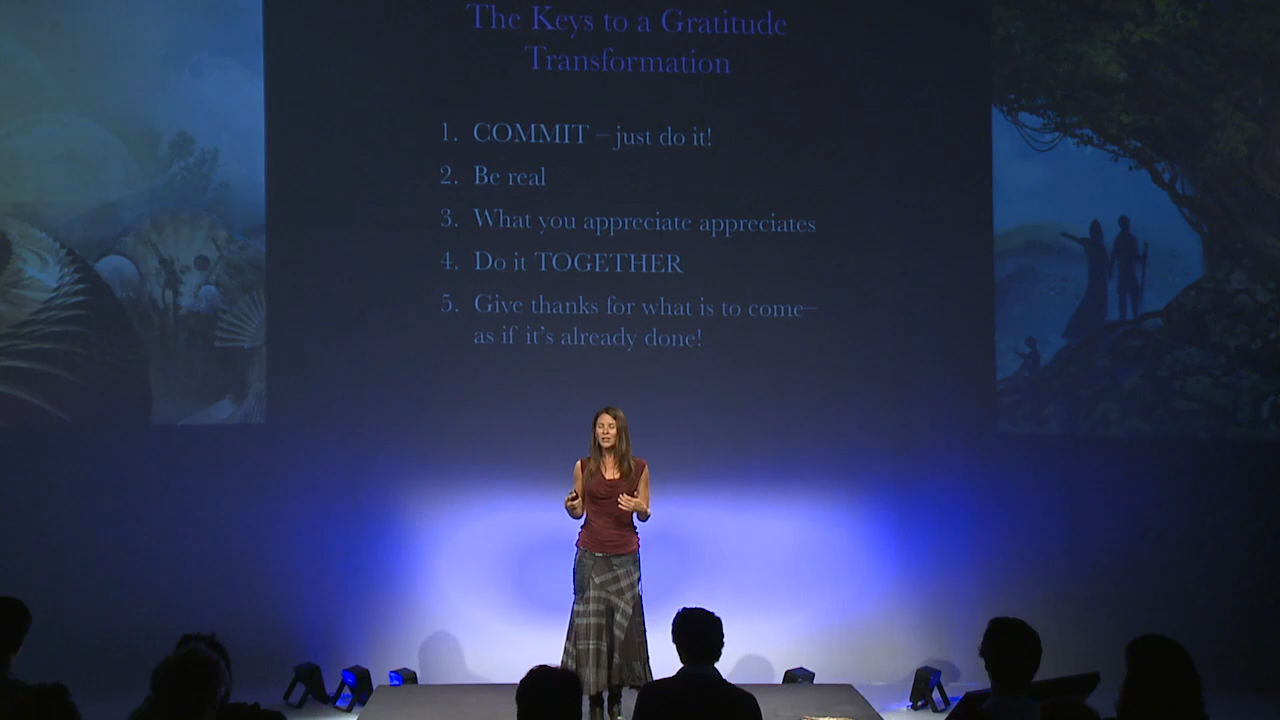 The Keys to a Gratitude
Transformation
1. COMMIT – just do it!
2. Be real
3. What you appreciate appreciates
4. Do it TOGETHER
5. Give thanks for what is to come–
as if it's already done!